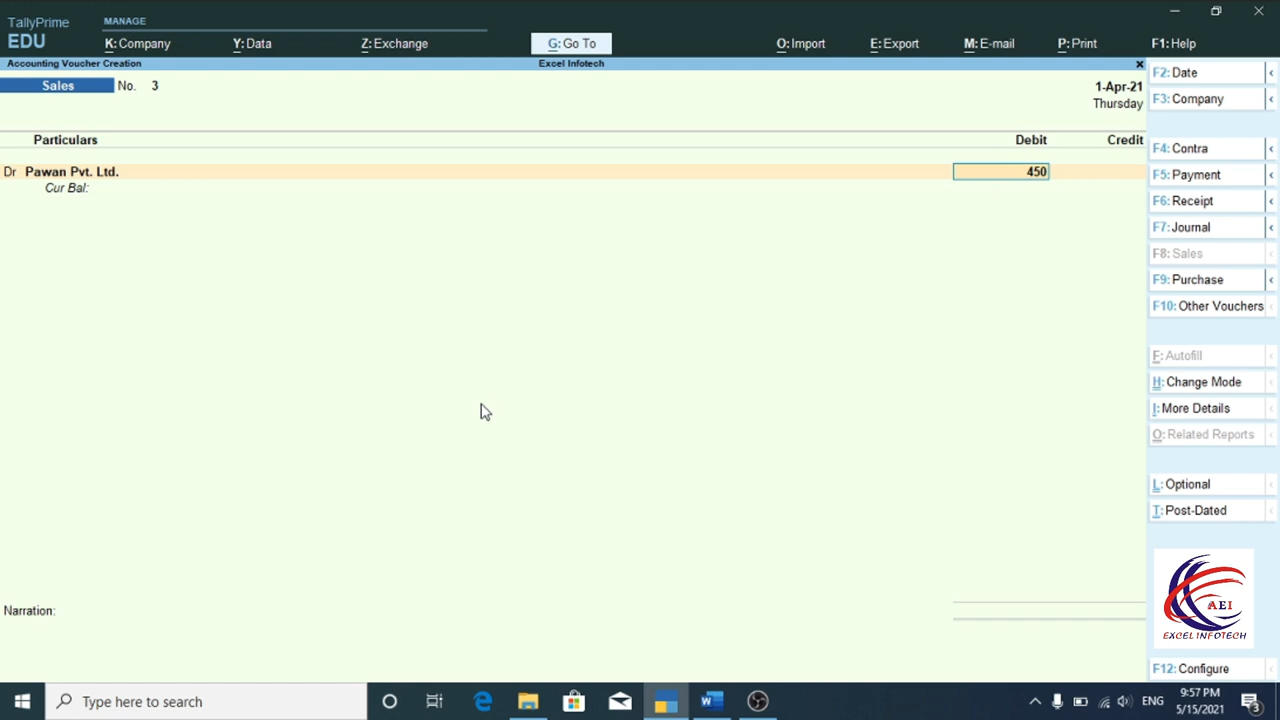 TallyPrime
EDU
MANAGE
K: Company
Y: Data
Z: Exchange
G: Go To
O: Import
E: Export
M: E-mail
P: Print
F1: Help
Accounting Voucher Creation
Excel Infotech
Sales
No. 3
1-Apr-21
Thursday
Particulars
Debit
Credit
Dr Pawan Pvt. Ltd.
450
Cur Bal:
Narration:
F2: Date
F3: Company
F4: Contra
F5: Payment
F6: Receipt
F7: Journal
F8: Sales
F9: Purchase
F10: Other Vouchers
F: Autofill
H: Change Mode
I: More Details
O: Related Reports
L: Optional
T: Post-Dated
AEI
EXCEL INFOTECH
F12: Configure
Type here to search
ENG
9:57 PM
5/15/2021
3